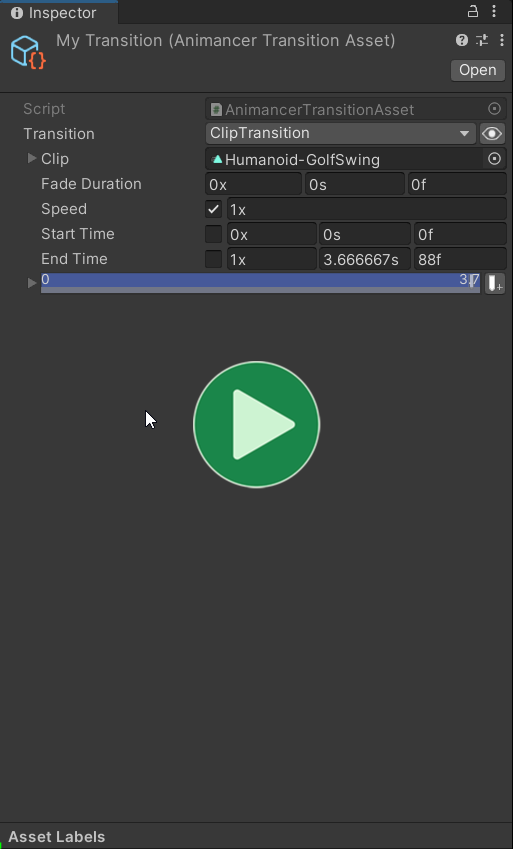 Inspector
My Transition (Animancer Transition Asset)
Open
Script AnimancerTransitionAsset
Transition ClipTransition
Clip Humanoid-GolfSwing
Fade Duration 0x 0s 0f
Speed 1x
Start Time 0x 0s 0f
End Time 1x 3.666667s 88f
0 3.7
Asset Labels